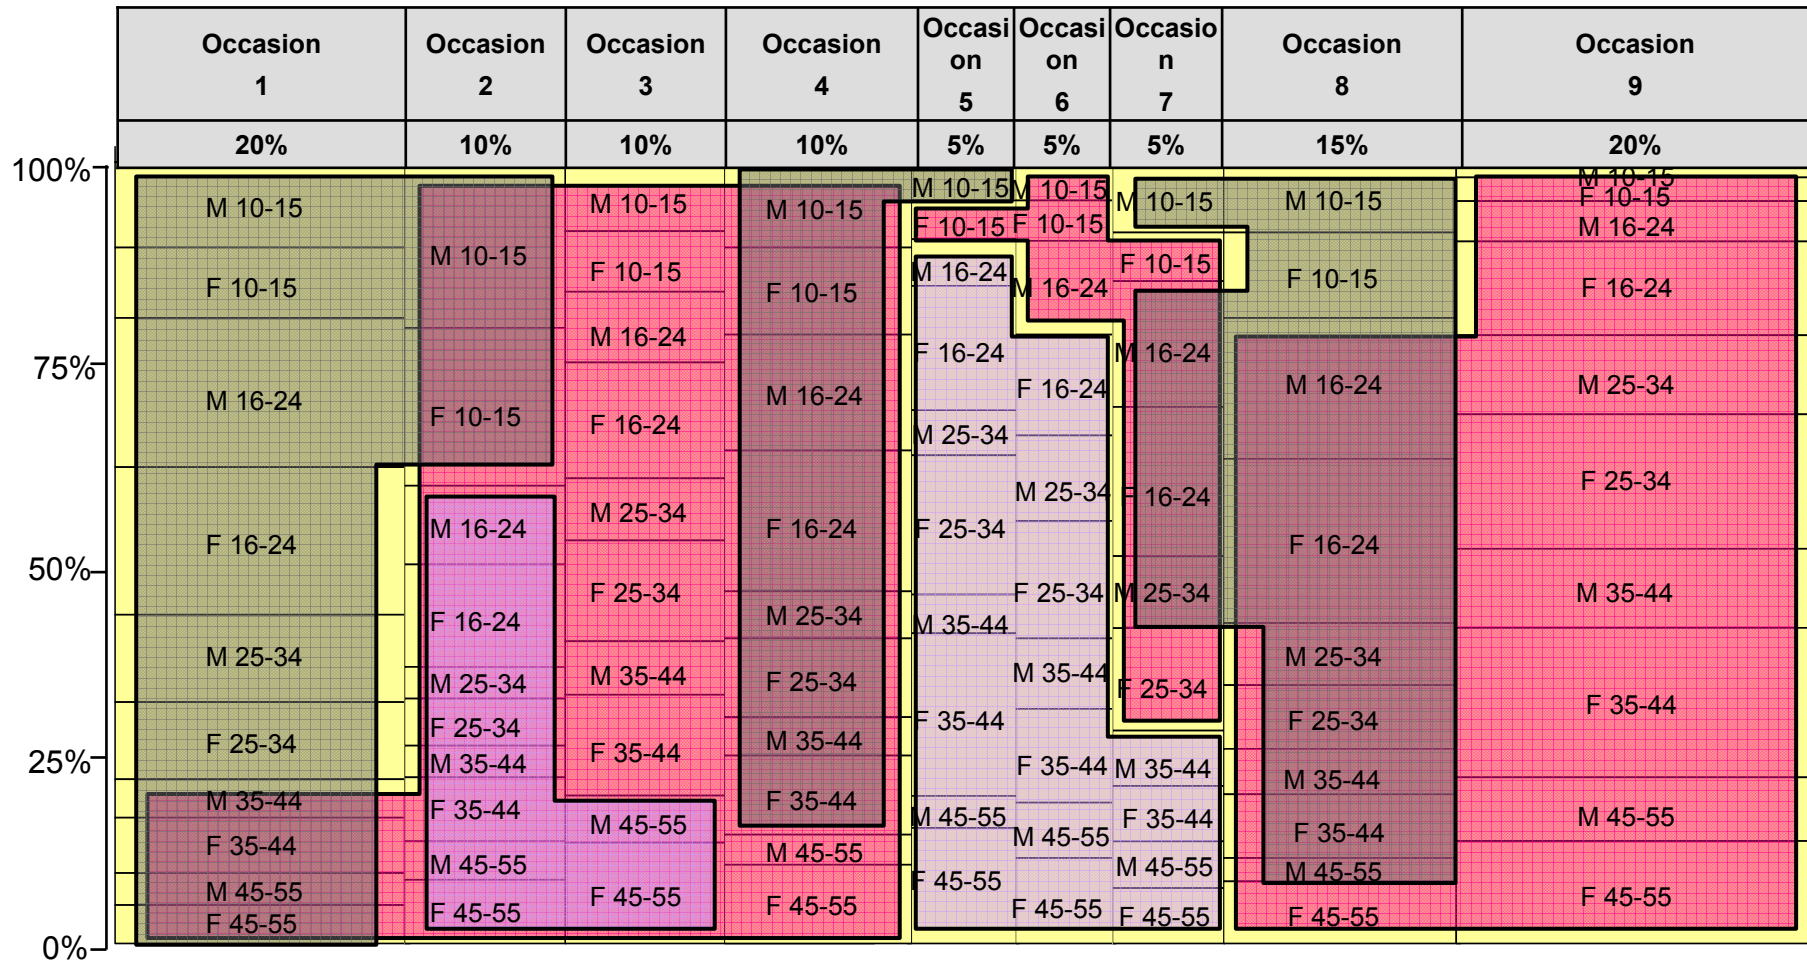 Occasion
1
Occasion
2
Occasion
3
Occasion
4
Occasi
on
5
Occasi
on
6
Occasio
n
7
Occasion
8
Occasion
9
20%
10%
10%
10%
5%
5%
5%
15%
20%
100%
75%
50%
25%
0%
M 10-15
F 10-15
M 16-24
F 16-24
M 25-34
F 25-34
M 35-44
F 35-44
M 45-55
F 45-55
M 10-15
F 10-15
M 16-24
F 16-24
M 25-34
F 25-34
M 35-44
F 35-44
M 45-55
F 45-55
M 10-15
F 10-15
M 16-24
F 16-24
M 25-34
F 25-34
M 35-44
F 35-44
M 45-55
F 45-55
M 10-15
F 10-15
M 16-24
F 16-24
M 25-34
F 25-34
M 35-44
F 35-44
M 45-55
F 45-55
M 10-15
F 10-15
M 16-24
F 16-24
M 25-34
F 25-34
M 35-44
F 35-44
M 45-55
F 45-55
M 10-15
F 10-15
M 16-24
F 16-24
M 25-34
F 25-34
M 35-44
F 35-44
M 45-55
F 45-55
M 10-15
F 10-15
M 16-24
F 16-24
M 25-34
F 25-34
M 35-44
F 35-44
M 45-55
F 45-55
M 10-15
F 10-15
M 16-24
F 16-24
M 25-34
F 25-34
M 35-44
F 35-44
M 45-55
F 45-55
M 10-15
F 10-15
M 16-24
F 16-24
M 25-34
F 25-34
M 35-44
F 35-44
M 45-55
F 45-55